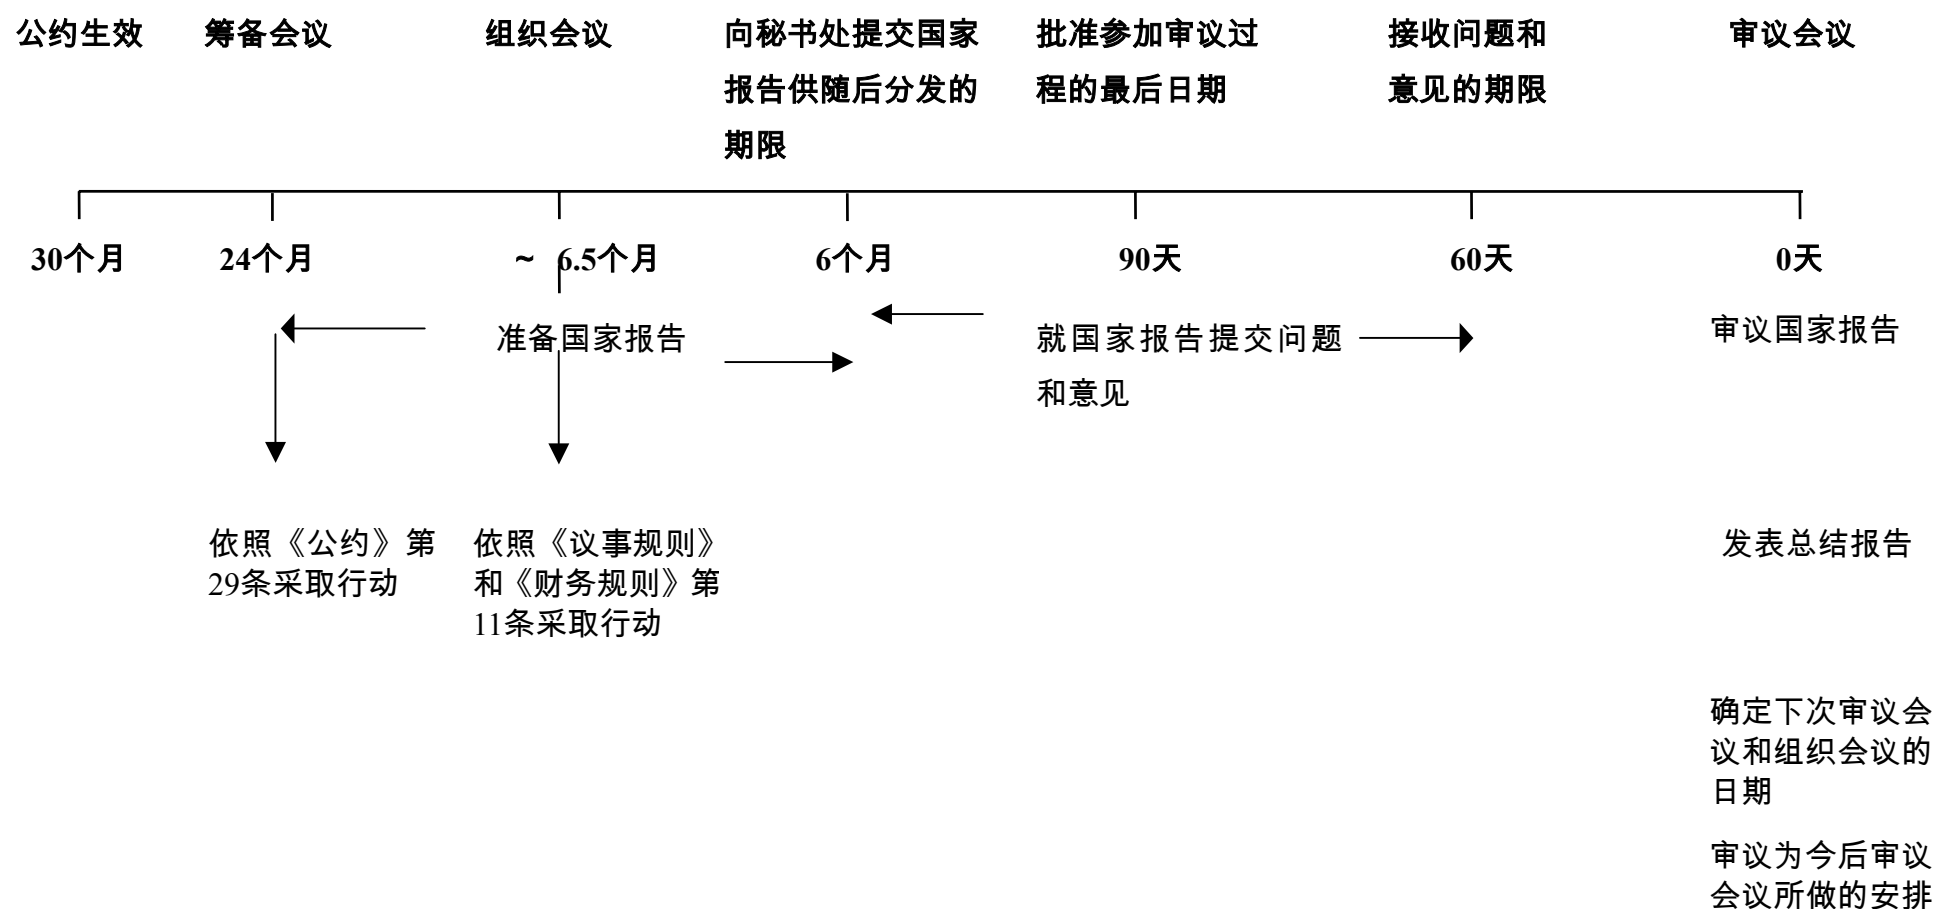 公约生效
筹备会议
组织会议
向秘书处提交国家
报告供随后分发的
期限
批准参加审议过
程的最后日期
接收问题和
意见的期限
审议会议
30个月
24个月
~ 6.5个月
6个月
90天
60天
0天
准备国家报告
就国家报告提交问题
和意见
审议国家报告
依照《公约》第
29条采取行动
依照《议事规则》
和《财务规则》第
11条采取行动
发表总结报告
确定下次审议会
议和组织会议的
日期
审议为今后审议
会议所做的安排